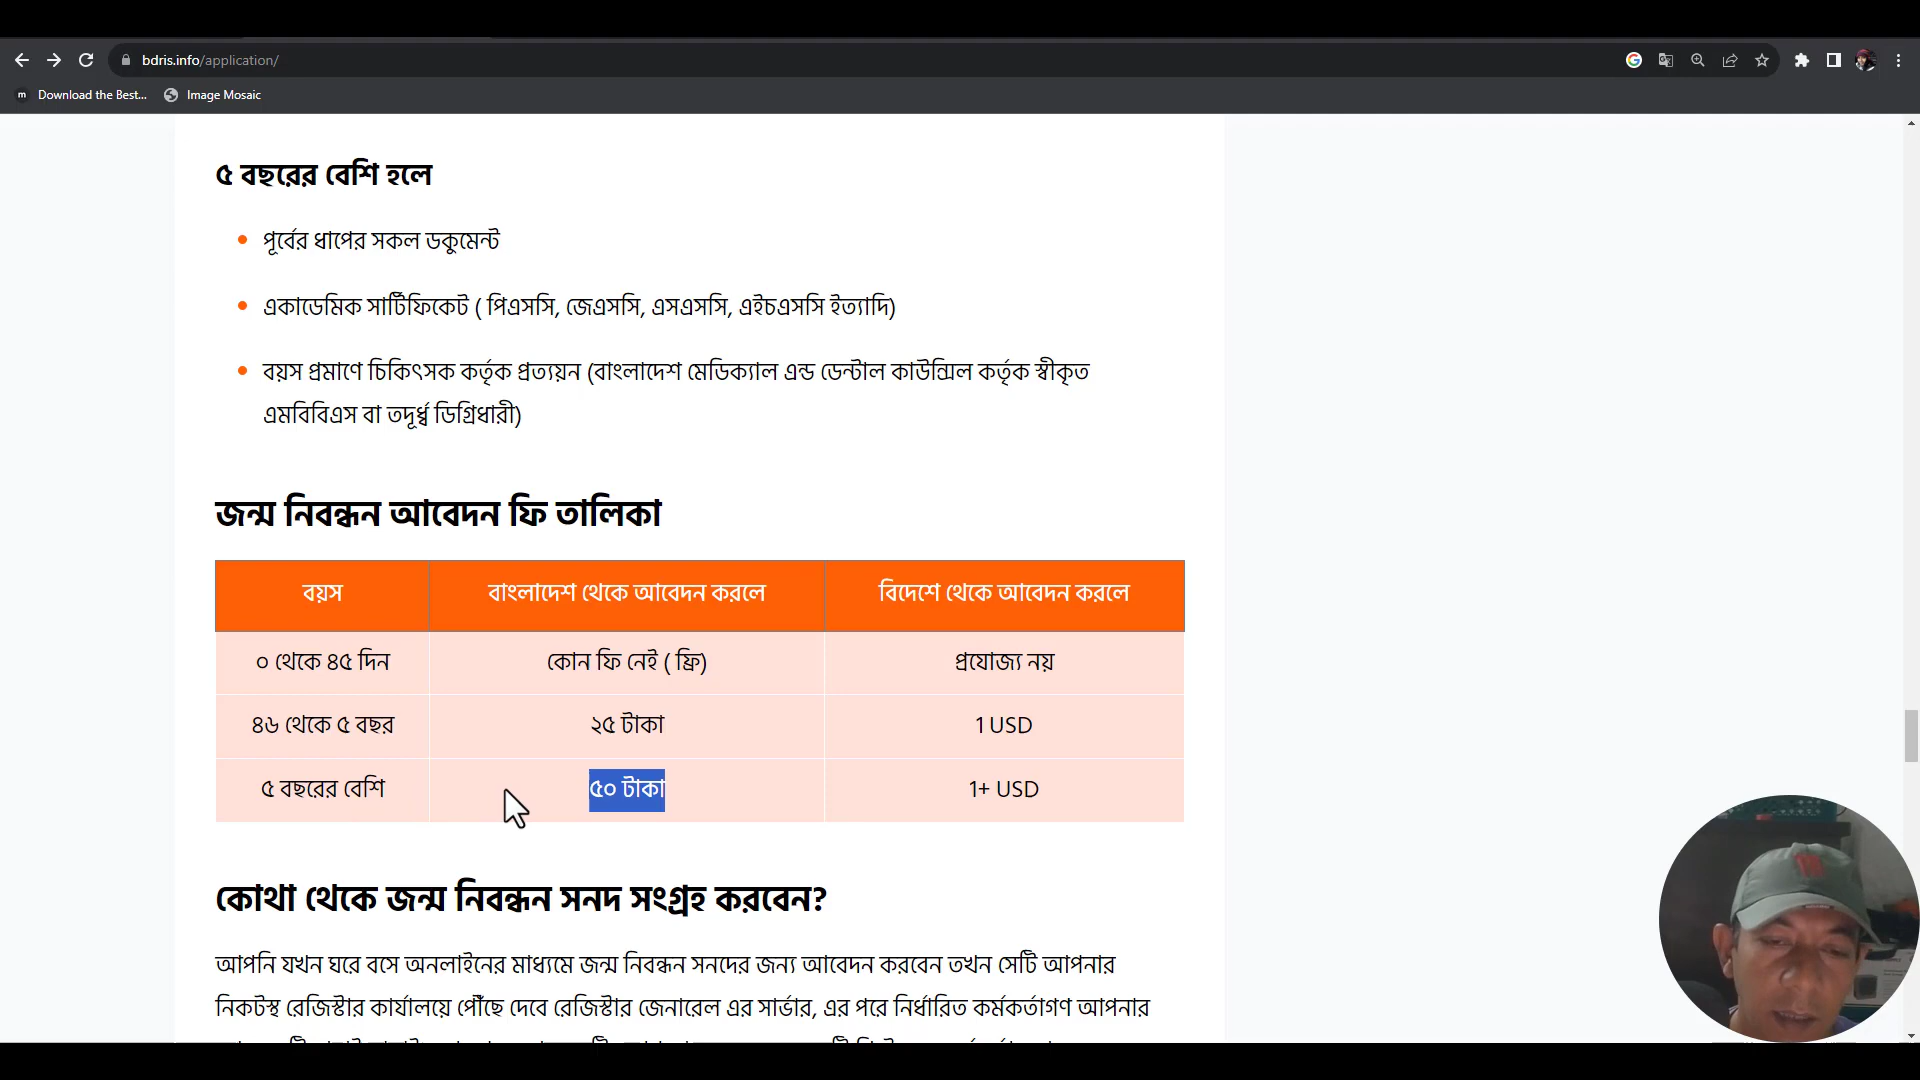 bdris.info/application/
Download the Best...
Image Mosaic
৫ বছরের বেশি হলে
পূর্বের ধাপের সকল ডকুমেন্ট
একাডেমিক সার্টিফিকেট ( পিএসসি, জেএসসি, এসএসসি, এইচএসসি ইত্যাদি)
বয়স প্রমাণে চিকিৎসক কর্তৃক প্রত্যয়ন (বাংলাদেশ মেডিক্যাল এন্ড ডেন্টাল কাউন্সিল কর্তৃক স্বীকৃত
এমবিবিএস বা তদূর্ধ্ব ডিগ্রিধারী)
জন্ম নিবন্ধন আবেদন ফি তালিকা
বয়স বাংলাদেশ থেকে আবেদন করলে বিদেশে থেকে আবেদন করলে
০ থেকে ৪৫ দিন কোন ফি নেই ( ফ্রি) প্রযোজ্য নয়
৪৬ থেকে ৫ বছর ২৫ টাকা 1 USD
৫ বছরের বেশি ৫০ টাকা 1+ USD
কোথা থেকে জন্ম নিবন্ধন সনদ সংগ্রহ করবেন?
আপনি যখন ঘরে বসে অনলাইনের মাধ্যমে জন্ম নিবন্ধন সনদের জন্য আবেদন করবেন তখন সেটি আপনার
নিকটস্থ রেজিস্টার কার্যালয়ে পৌঁছে দেবে রেজিস্টার জেনারেল এর সার্ভার, এর পরে নির্ধারিত কর্মকর্তাগণ আপনার